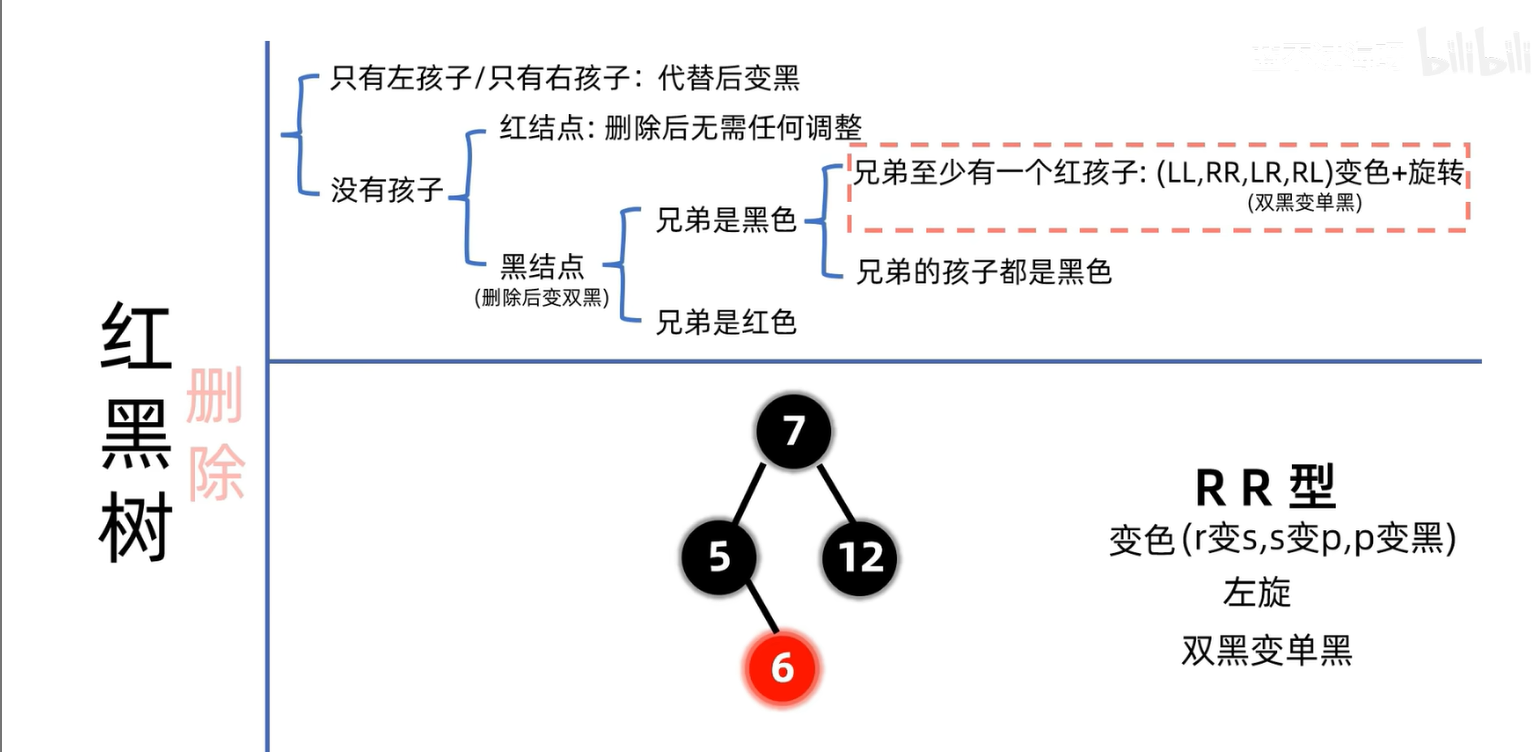 只有左孩子/只有右孩子：代替后变黑
红结点: 删除后无需任何调整
没有孩子
兄弟至少有一个红孩子: (LL,RR,LR,RL)变色+旋转
(双黑变单黑)
兄弟是黑色
黑结点
(删除后变双黑)
兄弟的孩子都是黑色
兄弟是红色
红黑树
删除
7
5
12
6
RR型
变色(r变s,s变p,p变黑)
左旋
双黑变单黑
bilibili